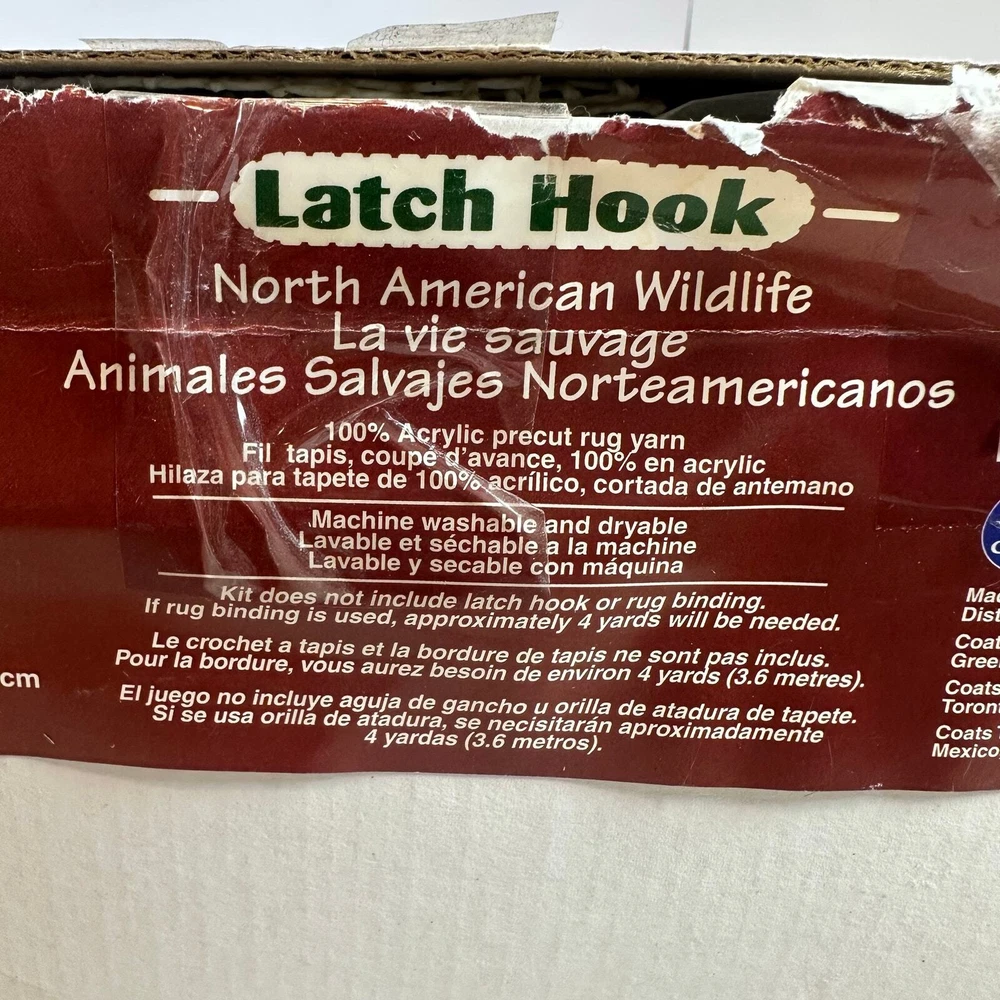 Latch Hook
North American Wildlife
La vie sauvage
Animales Salvajes Norteamericanos
100% Acrylic precut rug yarn
Fil tapis, coupé d'avance, 100% en acrylic
Hilaza para tapete de 100% acrílico, cortada de antemano
Machine washable and dryable
Lavable et séchable a la machine
Lavable y secable con máquina
Kit does not include latch hook or rug binding.
If rug binding is used, approximately 4 yards will be needed.
Le crochet a tapis et la bordure de tapis ne sont pas inclus.
Pour la bordure, vous aurez besoin de environ 4 yards (3.6 metres).
El juego no incluye aguja de gancho u orilla de atadura de tapete.
Si se usa orilla de atadura, se necisitarán aproximadamente
4 yardas (3.6 metros).
cm
Coats
Mexico